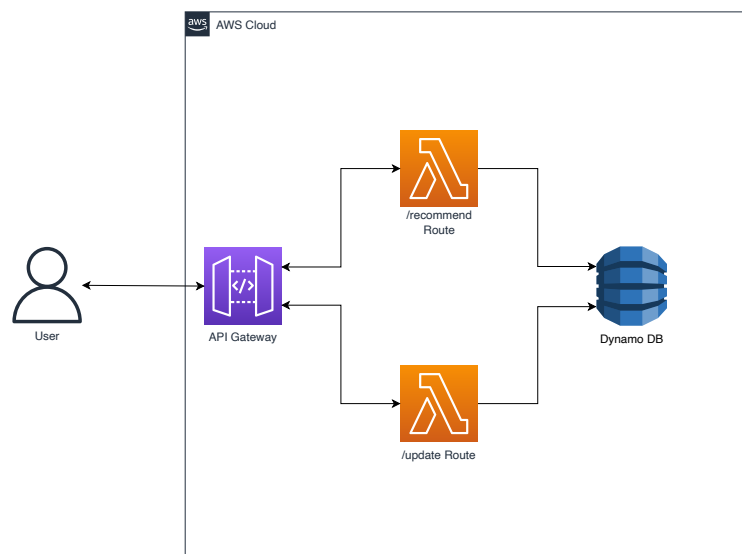 aws
AWS Cloud
/recommend
Route
</>
User
API Gateway
Dynamo DB
/update Route